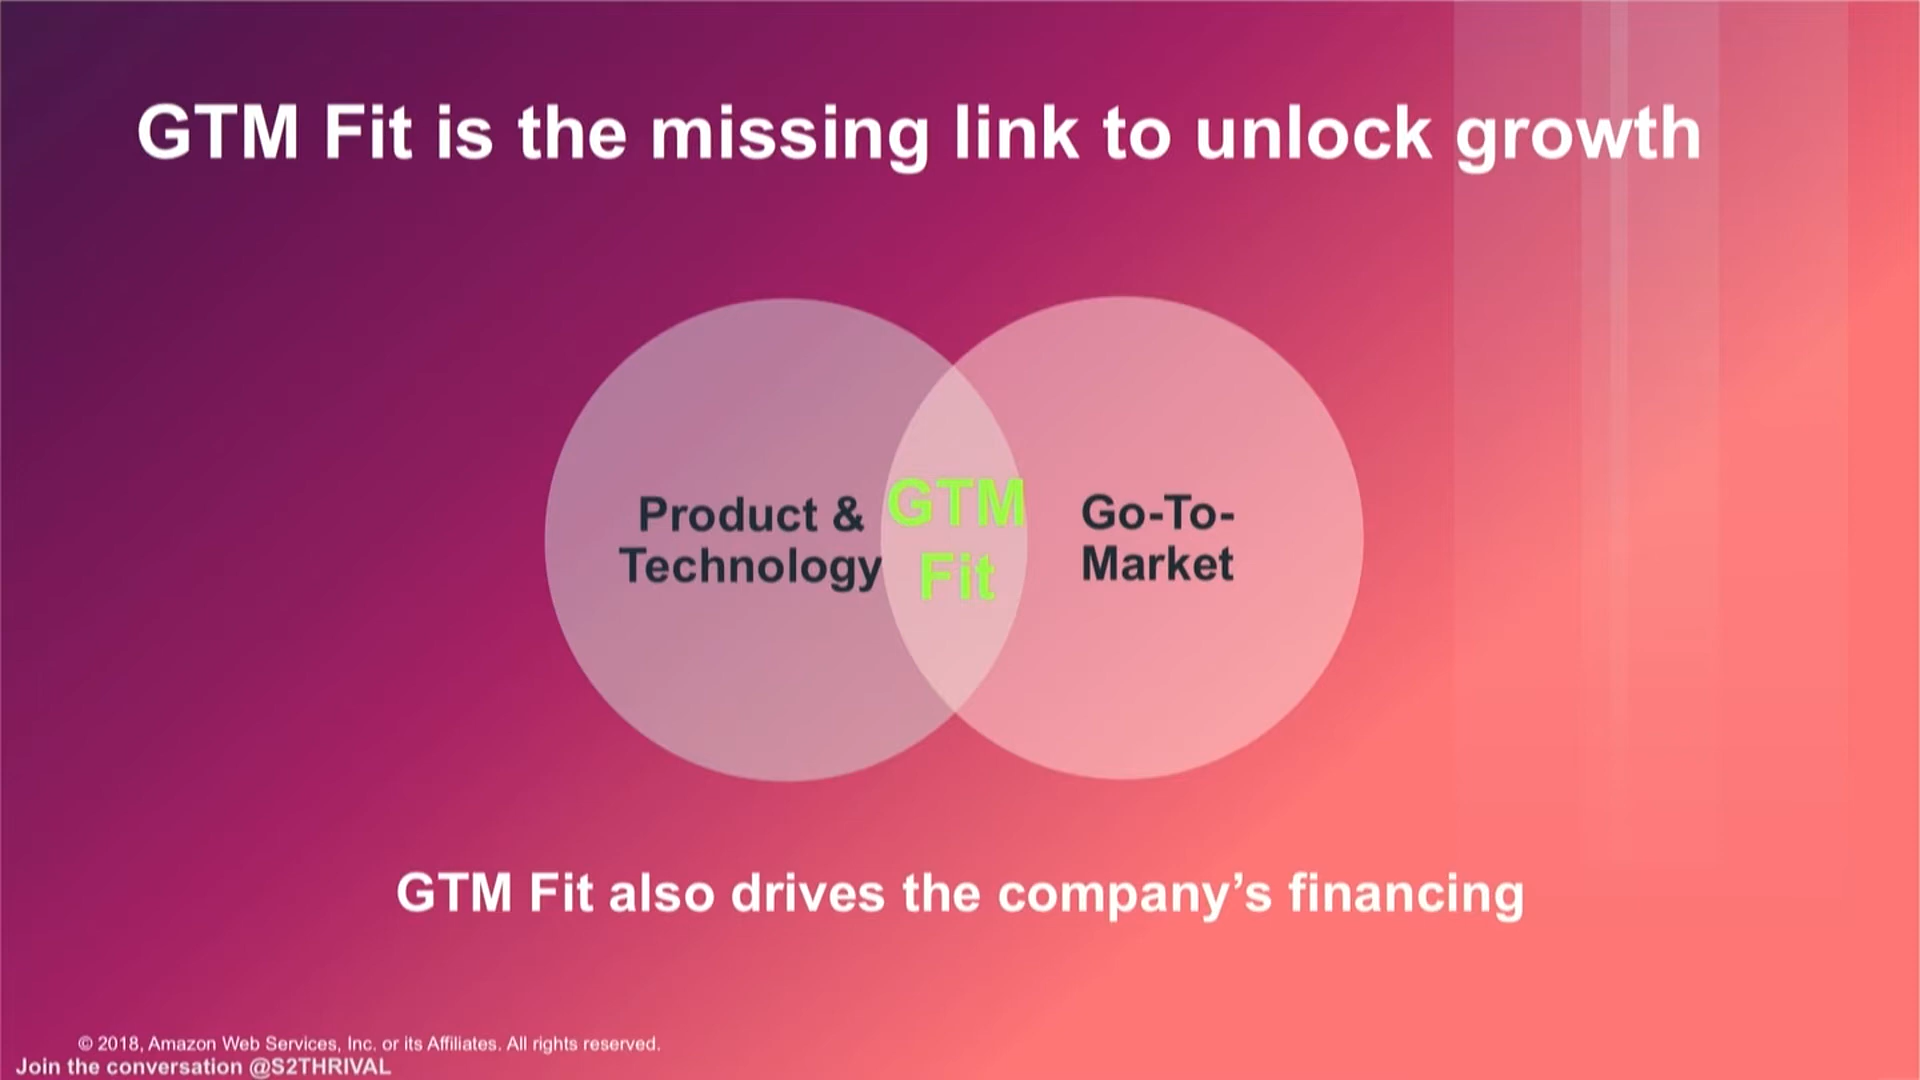 GTM Fit is the missing link to unlock growth
Product &
Technology
GTM
Fit
Go-To-
Market
GTM Fit also drives the company’s financing
© 2018, Amazon Web Services, Inc. or its Affiliates. All rights reserved.
Join the conversation @S2THRIVAL